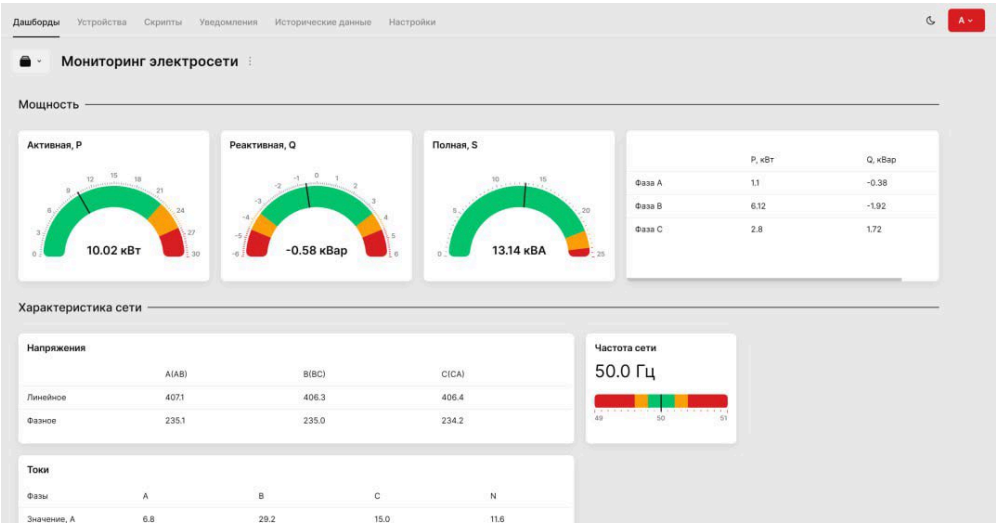 Дашборды Устройства Скрипты Уведомления Исторические данные Настройки A
Мониторинг электросети
Мощность
Активная, P
0 3 6 9 12 15 18 21 24 27 30
10.02 кВт
Реактивная, Q
-6 -5 -4 -3 -2 -1 0 1 2 3 4 5 6
-0.58 кВар
Полная, S
0 5 10 15 20 25
13.14 кВА
P, кВт Q, кВар
Фаза A 1.1 -0.38
Фаза B 6.12 -1.92
Фаза C 2.8 1.72
Характеристика сети
Напряжения
A(AB) B(BC) C(CA)
Линейное 407.1 406.3 406.4
Фазное 235.1 235.0 234.2
Частота сети
50.0 Гц
49 50 51
Токи
Фазы A B C N
Значение, А 6.8 29.2 15.0 11.6